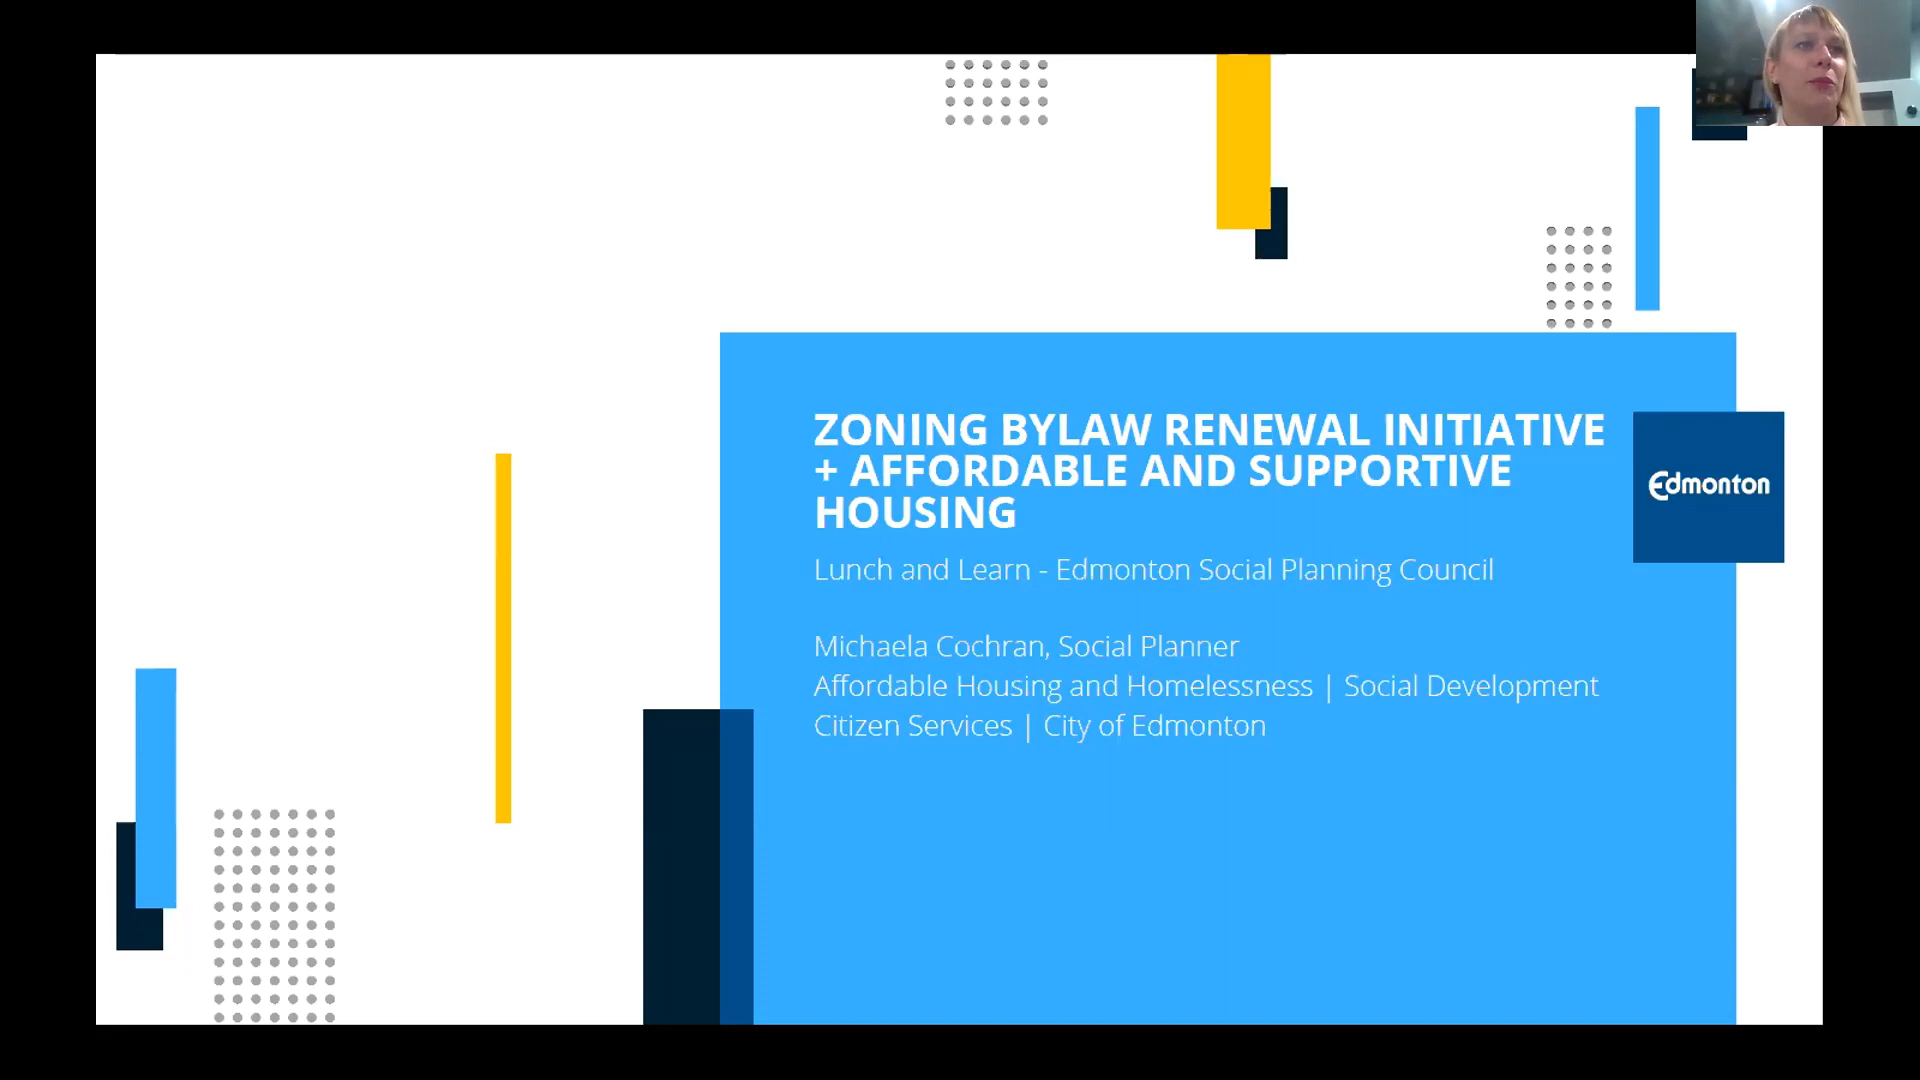 ZONING BYLAW RENEWAL INITIATIVE
+ AFFORDABLE AND SUPPORTIVE
HOUSING
Edmonton
Lunch and Learn - Edmonton Social Planning Council
Michaela Cochran, Social Planner
Affordable Housing and Homelessness | Social Development
Citizen Services | City of Edmonton